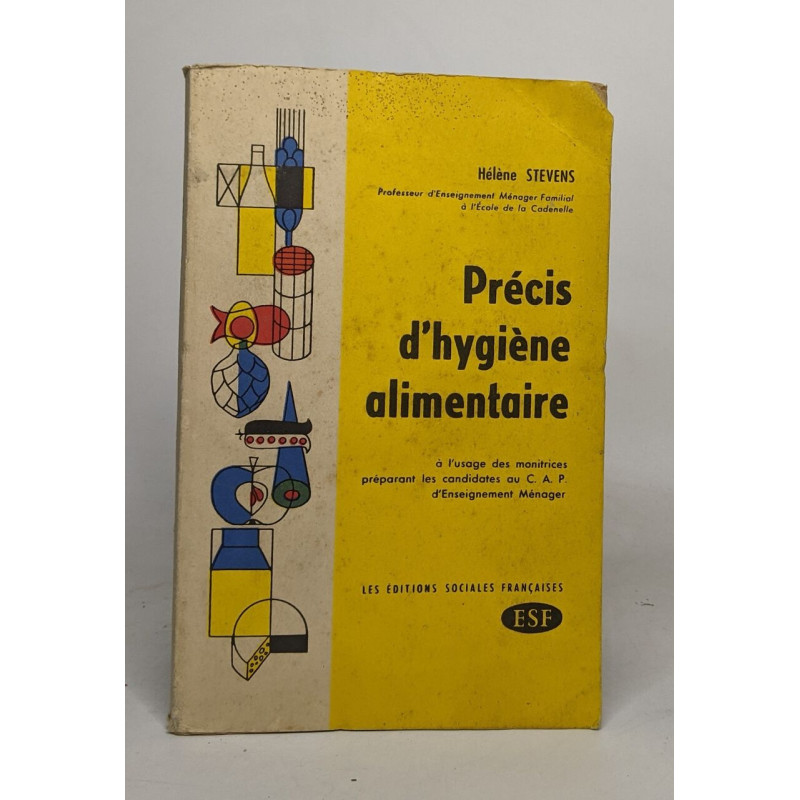 Hélène STEVENS
Professeur d'Enseignement Ménager Familial
à l'École de la Cadenelle
Précis
d'hygiène
alimentaire
à l'usage des monitrices
préparant les candidates au C. A. P.
d'Enseignement Ménager
LES ÉDITIONS SOCIALES FRANÇAISES
ESF